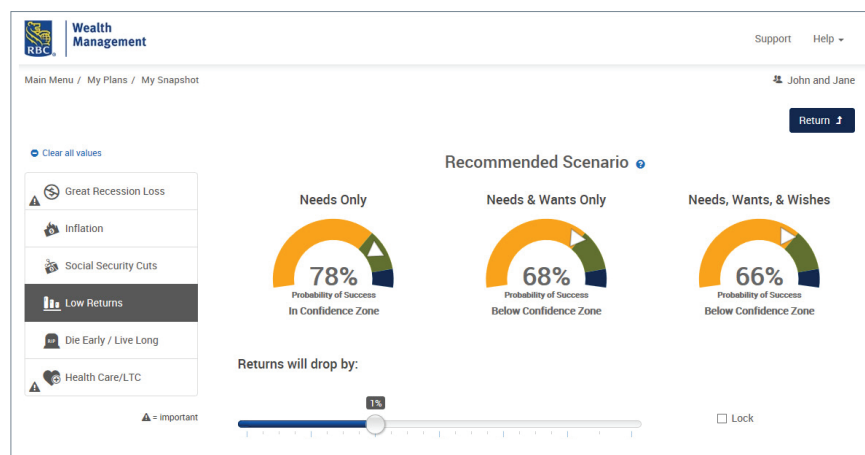 RBC
Wealth
Management
Support Help
Main Menu / My Plans / My Snapshot
John and Jane
Return
Clear all values
Recommended Scenario ?
Great Recession Loss
Inflation
Social Security Cuts
Low Returns
RIP
Die Early / Live Long
Health Care/LTC
= important
Needs Only
78%
Probability of Success
In Confidence Zone
Needs & Wants Only
68%
Probability of Success
Below Confidence Zone
Needs, Wants, & Wishes
66%
Probability of Success
Below Confidence Zone
Returns will drop by:
1%
Lock